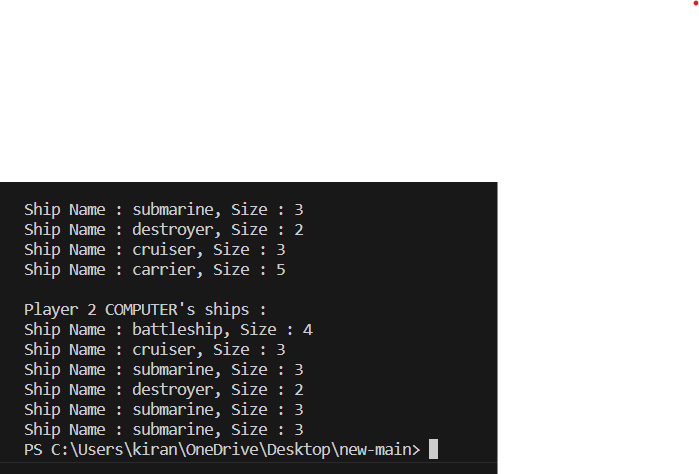 Ship Name : submarine, Size : 3
Ship Name : destroyer, Size : 2
Ship Name : cruiser, Size : 3
Ship Name : carrier, Size : 5
Player 2 COMPUTER's ships :
Ship Name : battleship, Size : 4
Ship Name : cruiser, Size : 3
Ship Name : submarine, Size : 3
Ship Name : destroyer, Size : 2
Ship Name : submarine, Size : 3
Ship Name : submarine, Size : 3
PS C:\Users\kiran\OneDrive\Desktop\new-main>